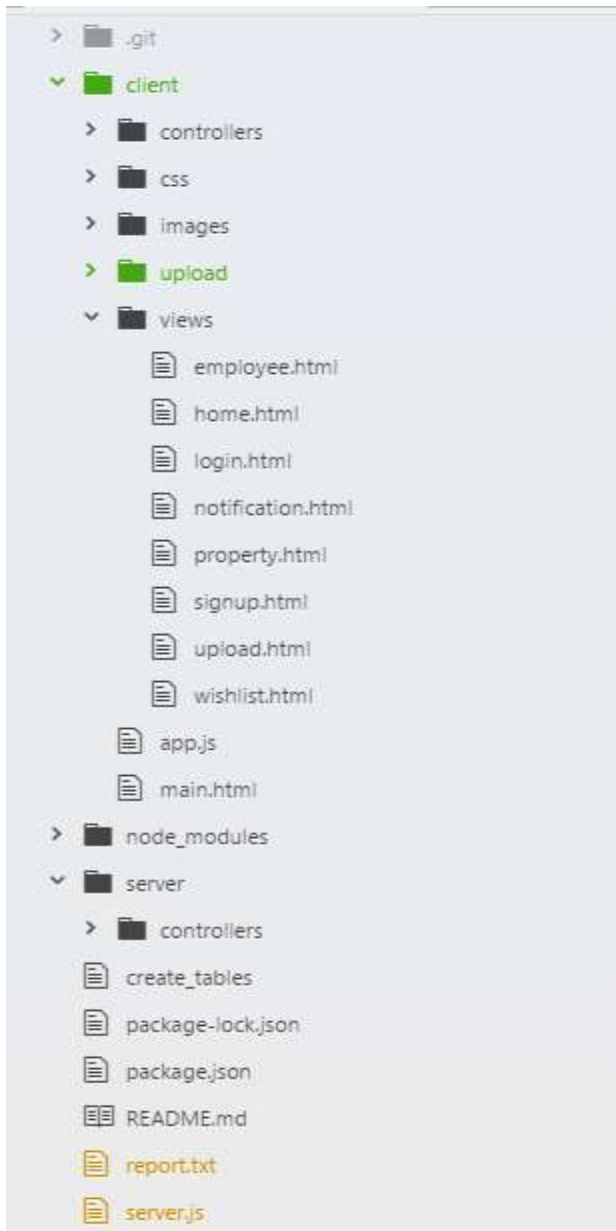 .git
client
controllers
css
images
upload
views
employee.html
home.html
login.html
notification.html
property.html
signup.html
upload.html
wishlist.html
app.js
main.html
node_modules
server
controllers
create_tables
package-lock.json
package.json
README.md
report.txt
server.js